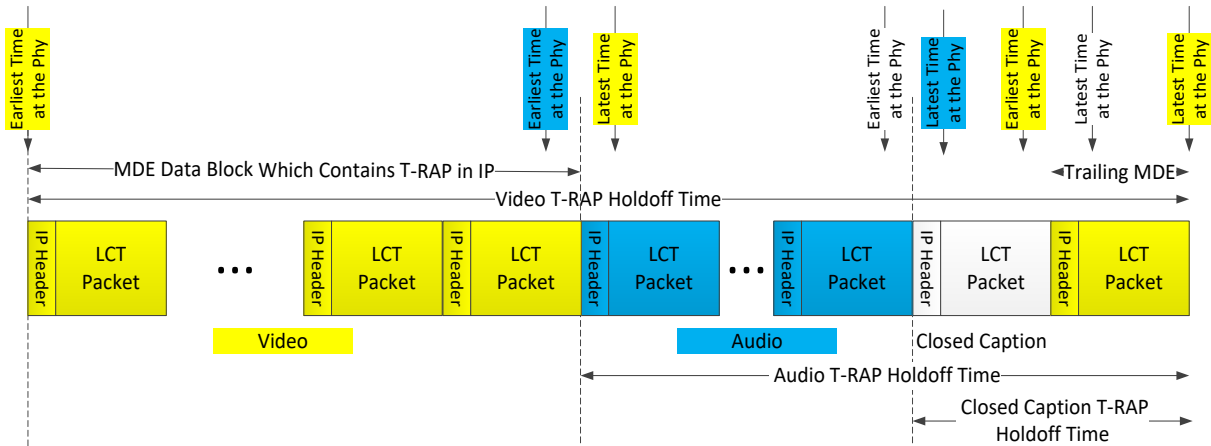 Earliest Time
at the Phy
Earliest Time
at the Phy
Latest Time
at the Phy
Earliest Time
at the Phy
Latest Time
at the Phy
Earliest Time
at the Phy
Latest Time
at the Phy
Latest Time
at the Phy
MDE Data Block Which Contains T-RAP in IP
Trailing MDE
Video T-RAP Holdoff Time
IP Header
LCT
Packet
...
IP Header
LCT
Packet
IP Header
LCT
Packet
IP Header
LCT
Packet
...
IP Header
LCT
Packet
IP Header
LCT
Packet
IP Header
LCT
Packet
Video
Audio
Closed Caption
Audio T-RAP Holdoff Time
Closed Caption T-RAP
Holdoff Time